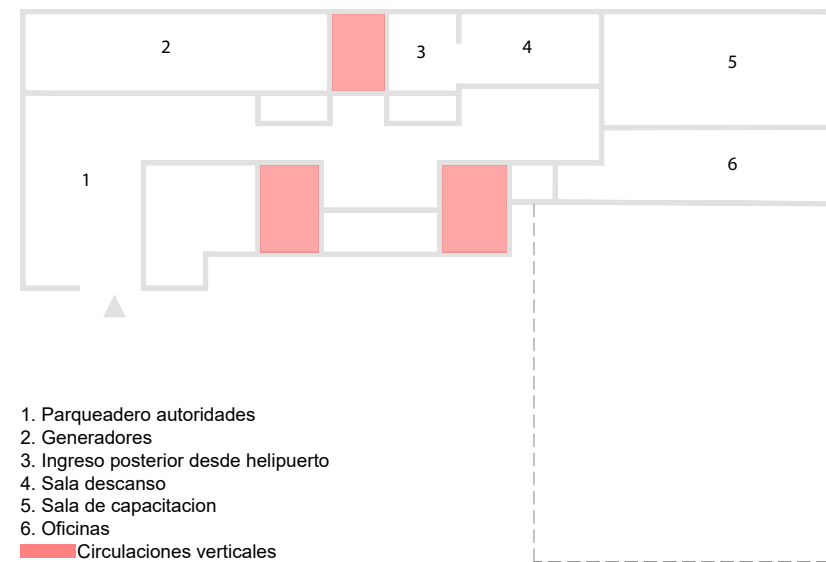 2
3
4
5
1
6
1. Parqueadero autoridades
2. Generadores
3. Ingreso posterior desde helipuerto
4. Sala descanso
5. Sala de capacitacion
6. Oficinas
Circulaciones verticales